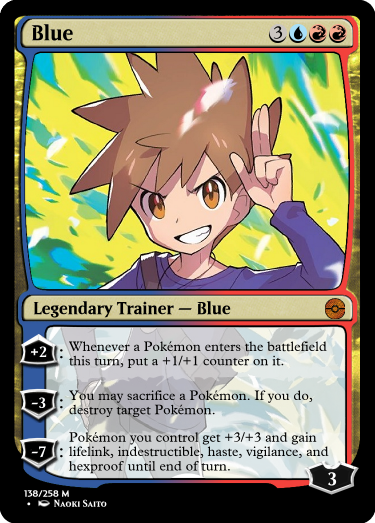 Blue 3
Legendary Trainer — Blue
+2: Whenever a Pokémon enters the battlefield
this turn, put a +1/+1 counter on it.
-3: You may sacrifice a Pokémon. If you do,
destroy target Pokémon.
-7: Pokémon you control get +3/+3 and gain
lifelink, indestructible, haste, vigilance, and
hexproof until end of turn.
3
138/258 M
• Naoki Saito